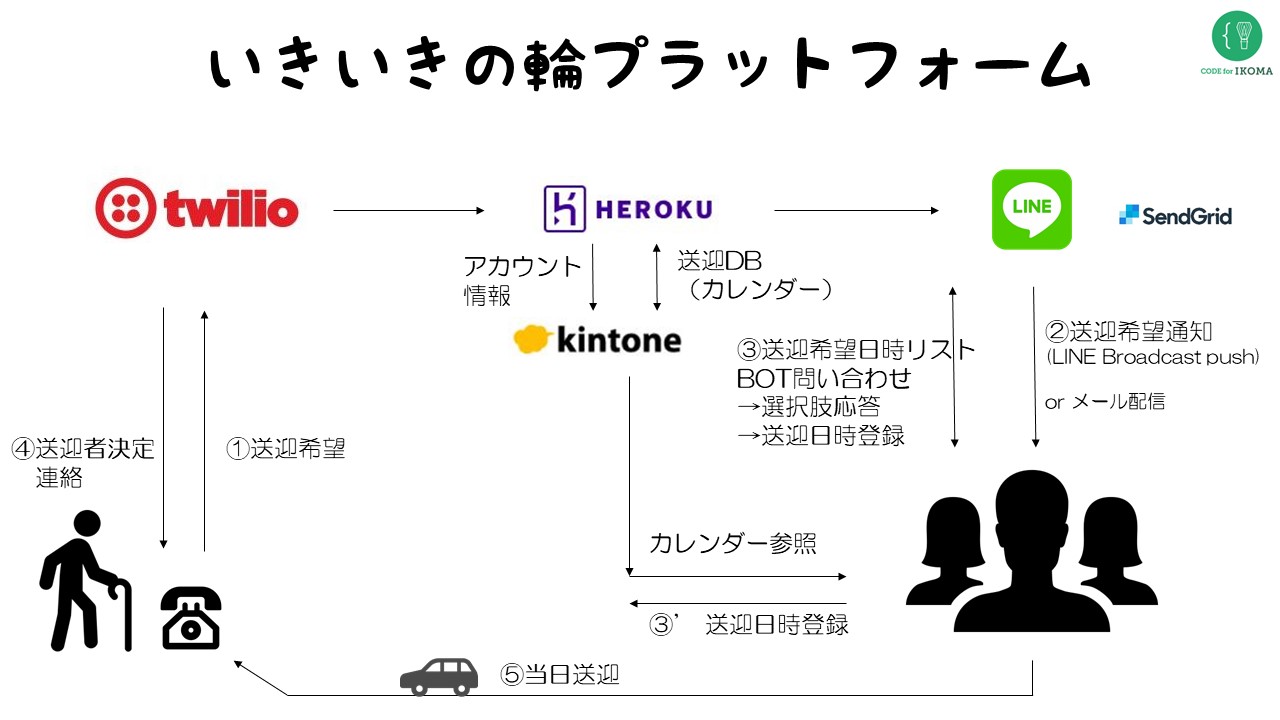 いきいきの輪プラットフォーム
CODE for IKOMA
twilio
HEROKU
LINE
SendGrid
アカウント
情報
送迎DB
（カレンダー）
kintone
②送迎希望通知
(LINE Broadcast push)
or メール配信
③送迎希望日時リスト
BOT問い合わせ
→選択肢応答
→送迎日時登録
④送迎者決定
連絡
①送迎希望
カレンダー参照
③’ 送迎日時登録
⑤当日送迎